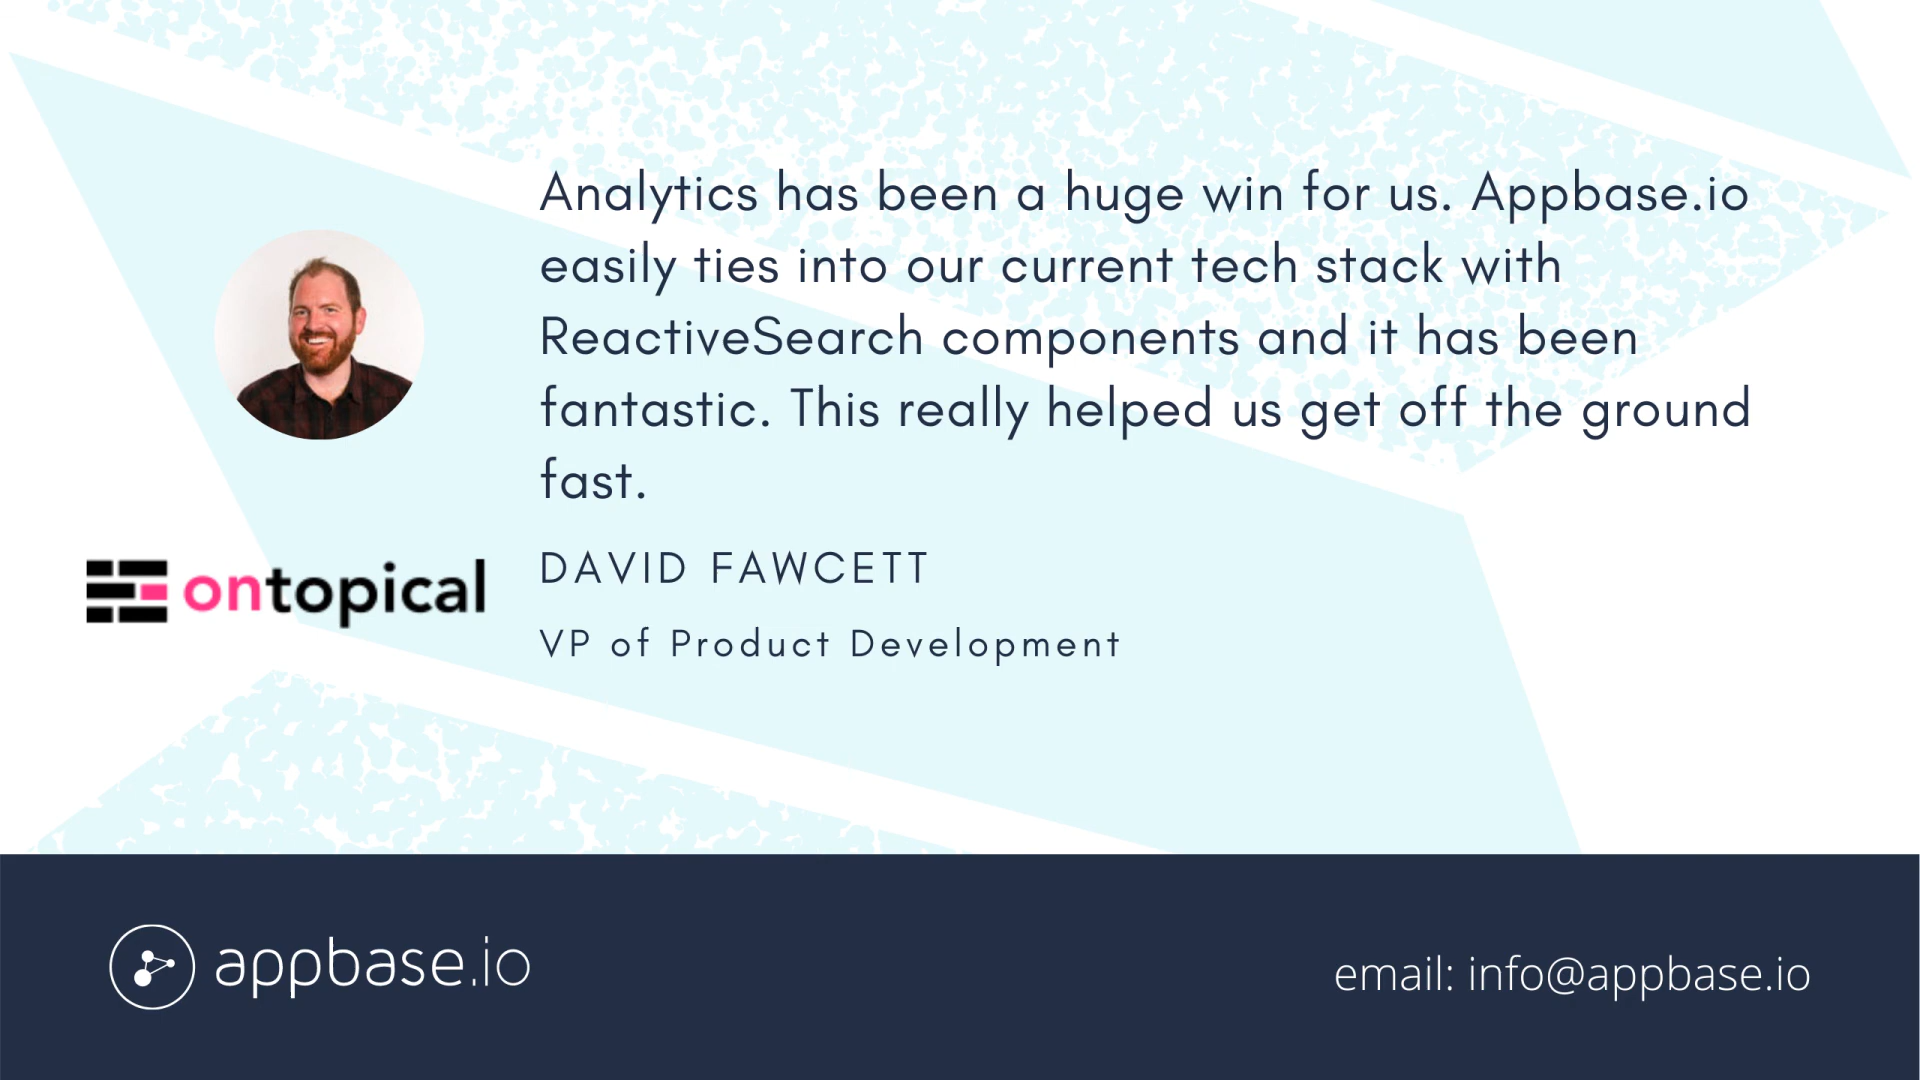 Analytics has been a huge win for us. Appbase.io
easily ties into our current tech stack with
ReactiveSearch components and it has been
fantastic. This really helped us get off the ground
fast.
ontopical
DAVID FAWCETT
VP of Product Development
appbase.io
email: info@appbase.io